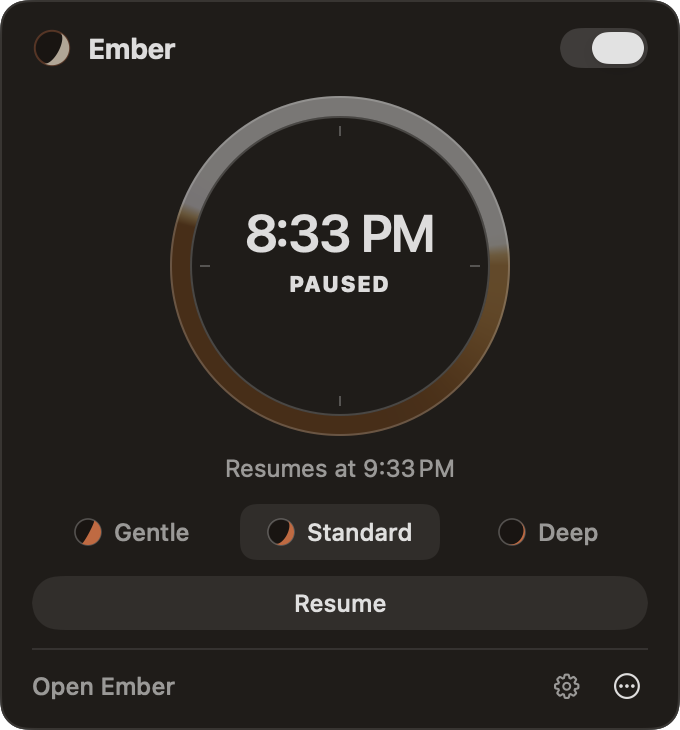 Ember
8:33 PM
PAUSED
Resumes at 9:33 PM
Gentle
Standard
Deep
Resume
Open Ember